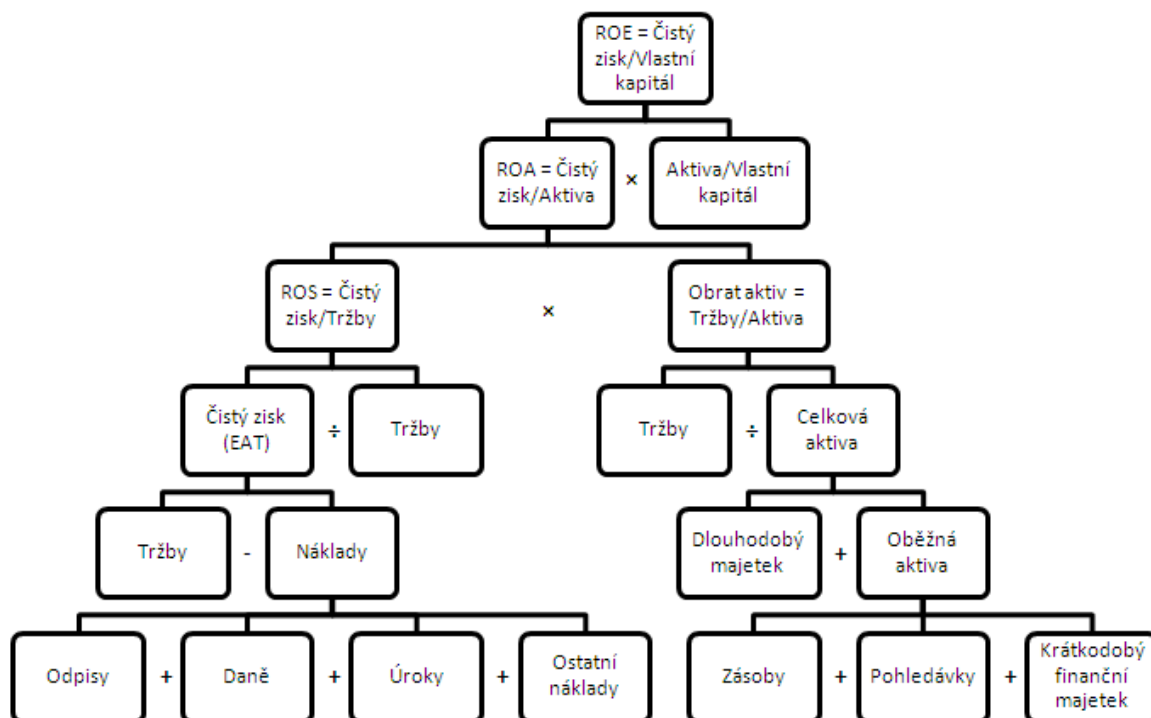 ROE = Čistý
zisk/Vlastní
kapitál
ROA = Čistý
zisk/Aktiva
×
Aktiva/Vlastní
kapitál
ROS = Čistý
zisk/Tržby
×
Obrat aktiv =
Tržby/Aktiva
Čistý zisk
(EAT)
÷
Tržby
Tržby
÷
Celková
aktiva
Tržby
-
Náklady
Dlouhodobý
majetek
+
Oběžná
aktiva
Odpisy
+
Daně
+
Úroky
+
Ostatní
náklady
Zásoby
+
Pohledávky
+
Krátkodobý
finanční
majetek